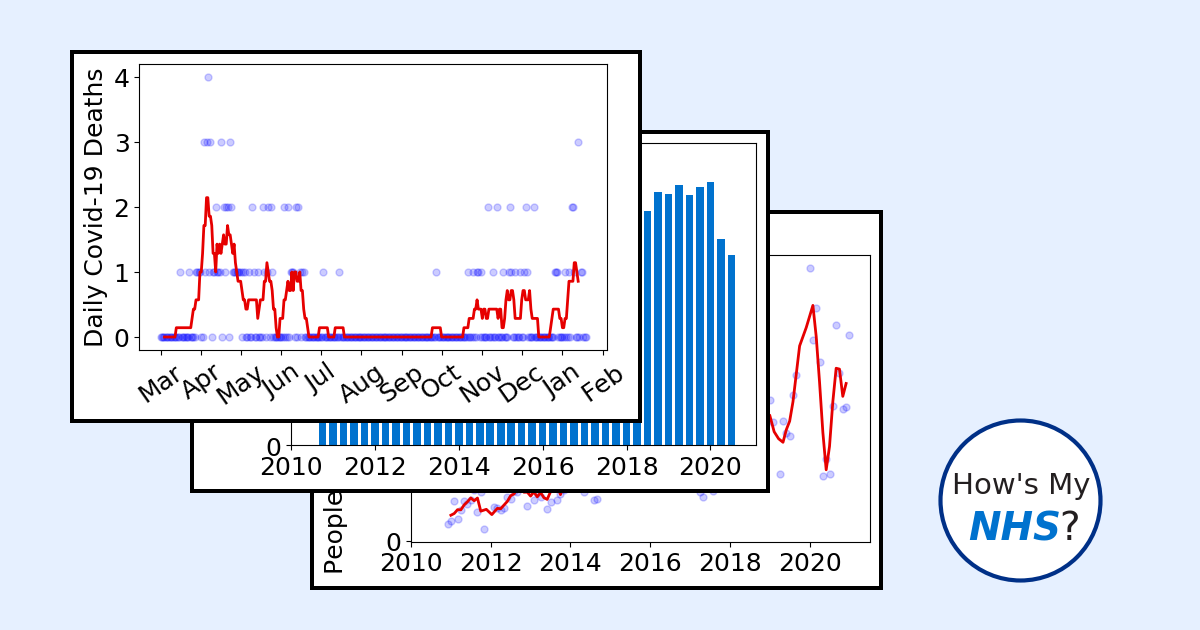 Daily Covid-19 Deaths
4
3
2
1
0
Mar Apr May Jun Jul Aug Sep Oct Nov Dec Jan Feb
0
2010 2012 2014 2016 2018 2020
People
0
2010 2012 2014 2016 2018 2020
How's My
NHS?